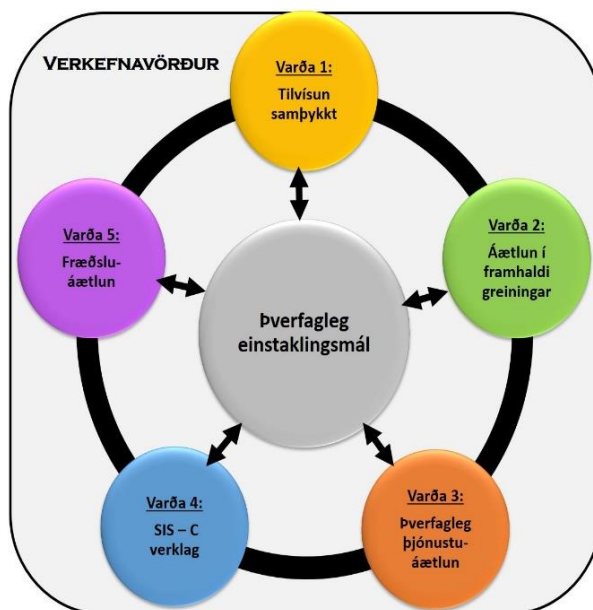 VERKEFNAVÖRÐUR
Varða 1:
Tilvísun
samþykkt
Varða 2:
Áætlun í
framhaldi
greiningar
Varða 5:
Fræðslu-
áætlun
Þverfagleg
einstaklingsmál
Varða 4:
SIS – C
verklag
Varða 3:
Þverfagleg
þjónustu-
áætlun